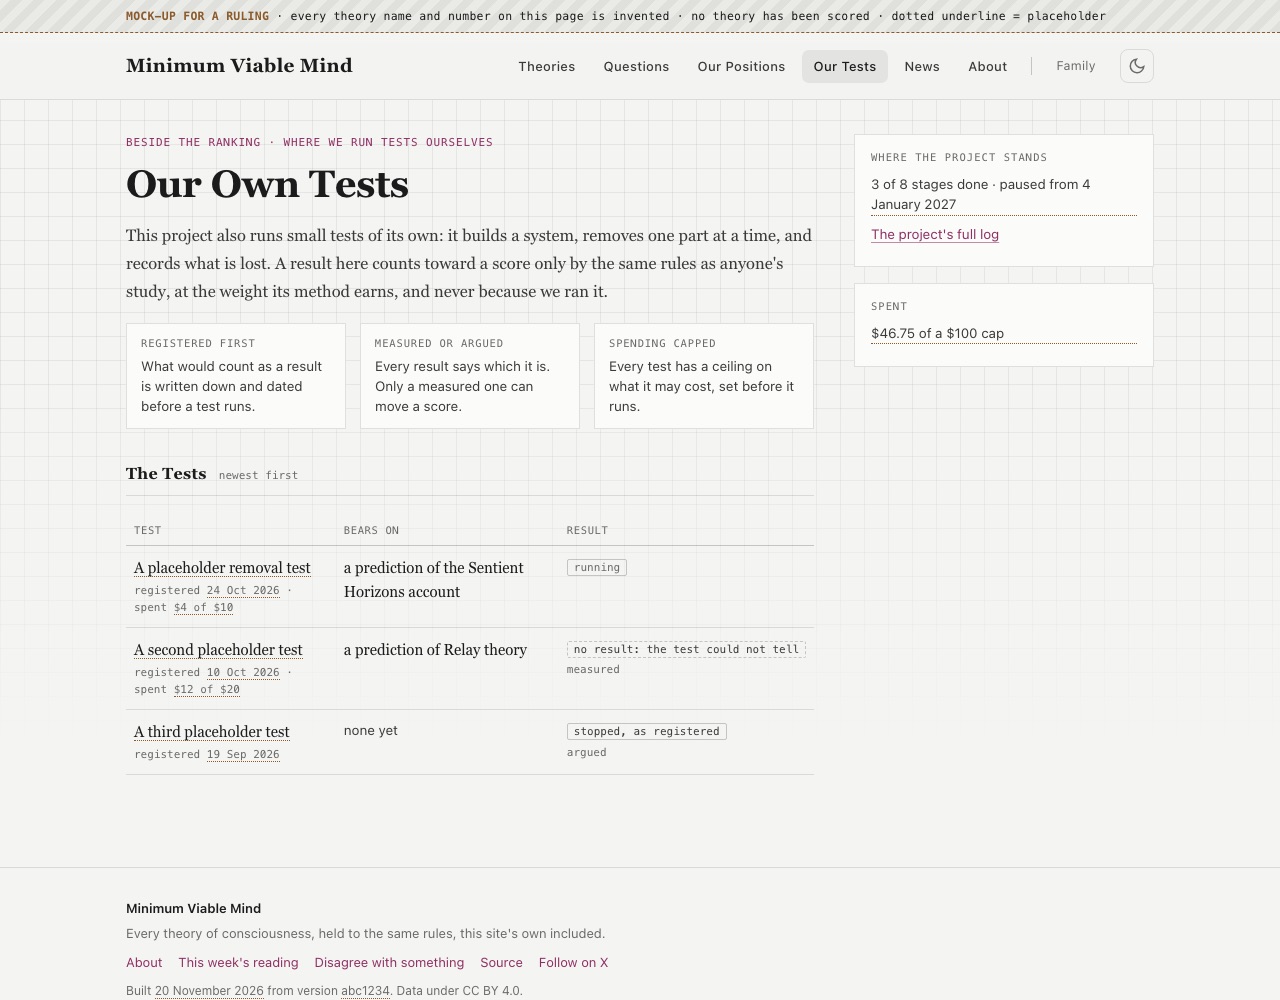 MOCK-UP FOR A RULING · every theory name and number on this page is invented · no theory has been scored · dotted underline = placeholder
Minimum Viable Mind
Theories Questions Our Positions Our Tests News About Family
BESIDE THE RANKING · WHERE WE RUN TESTS OURSELVES
Our Own Tests
This project also runs small tests of its own: it builds a system, removes one part at a time, and
records what is lost. A result here counts toward a score only by the same rules as anyone's
study, at the weight its method earns, and never because we ran it.
REGISTERED FIRST
What would count as a result
is written down and dated
before a test runs.
MEASURED OR ARGUED
Every result says which it is.
Only a measured one can
move a score.
SPENDING CAPPED
Every test has a ceiling on
what it may cost, set before it
runs.
The Tests newest first
TEST BEARS ON RESULT
A placeholder removal test
registered 24 Oct 2026 ·
spent $4 of $10
a prediction of the Sentient
Horizons account
running
A second placeholder test
registered 10 Oct 2026 ·
spent $12 of $20
a prediction of Relay theory
no result: the test could not tell
measured
A third placeholder test
registered 19 Sep 2026
none yet
stopped, as registered
argued
WHERE THE PROJECT STANDS
3 of 8 stages done · paused from 4
January 2027
The project's full log
SPENT
$46.75 of a $100 cap
Minimum Viable Mind
Every theory of consciousness, held to the same rules, this site's own included.
About This week's reading Disagree with something Source Follow on X
Built 20 November 2026 from version abc1234. Data under CC BY 4.0.